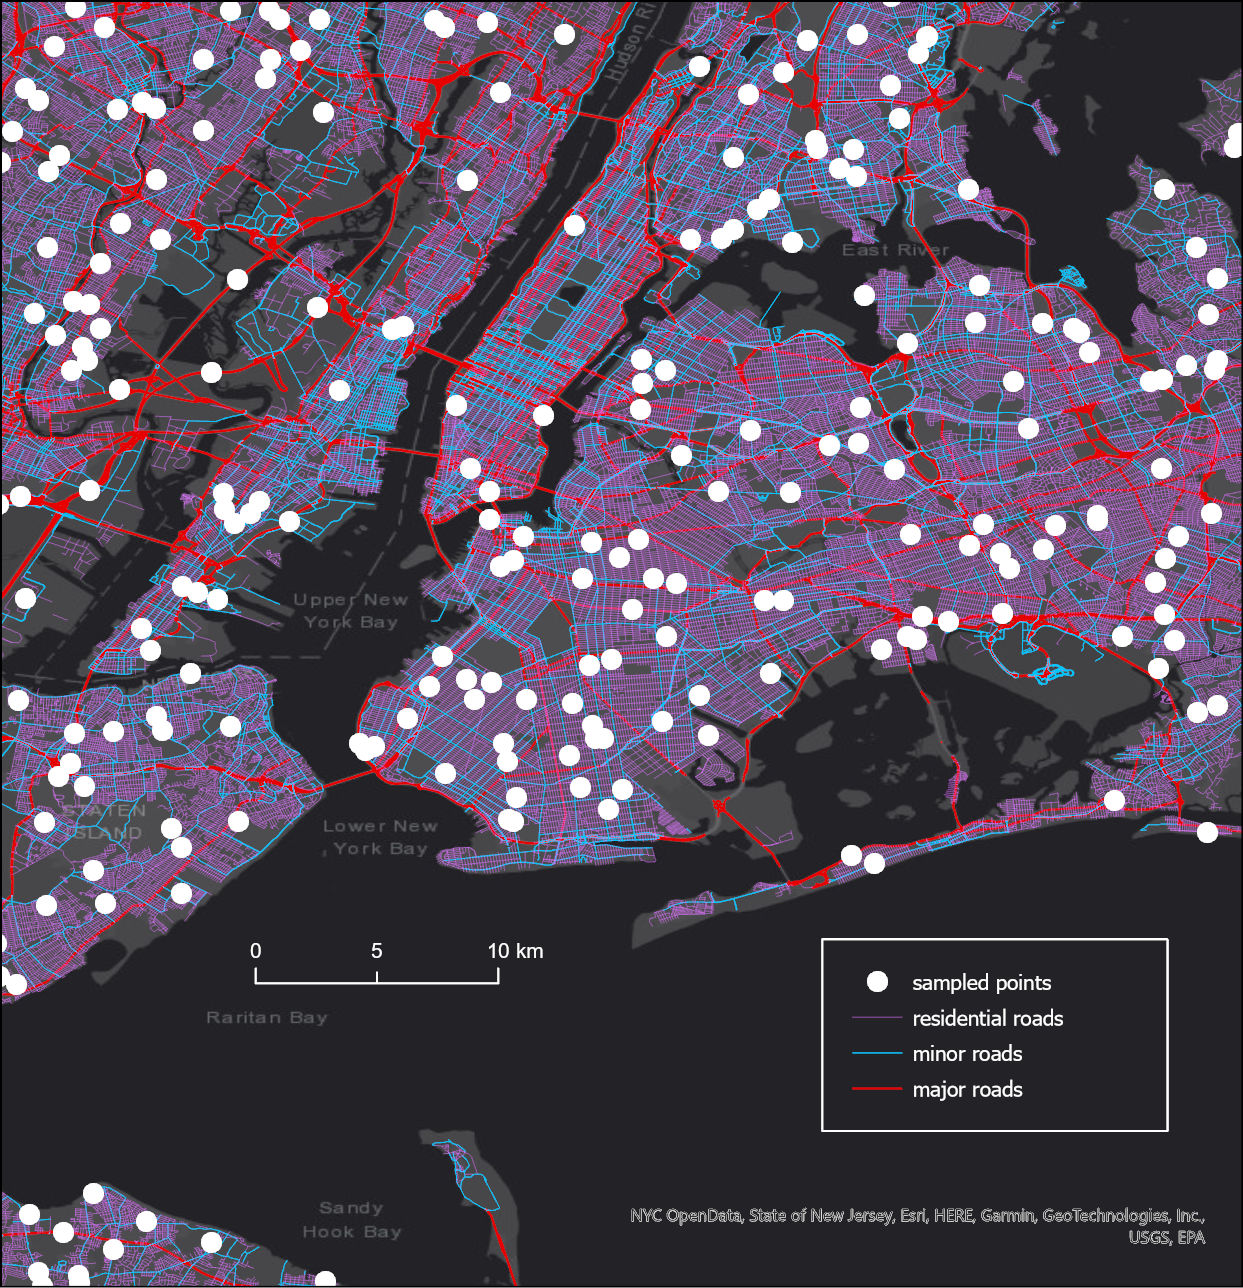 Hudson Ri
East River
Upper New
York Bay
STATEN
ISLAND
Lower New
York Bay
0 5 10 km
Raritan Bay
sampled points
residential roads
minor roads
major roads
Sandy
Hook Bay
NYC OpenData, State of New Jersey, Esri, HERE, Garmin, GeoTechnologies, Inc.,
USGS, EPA